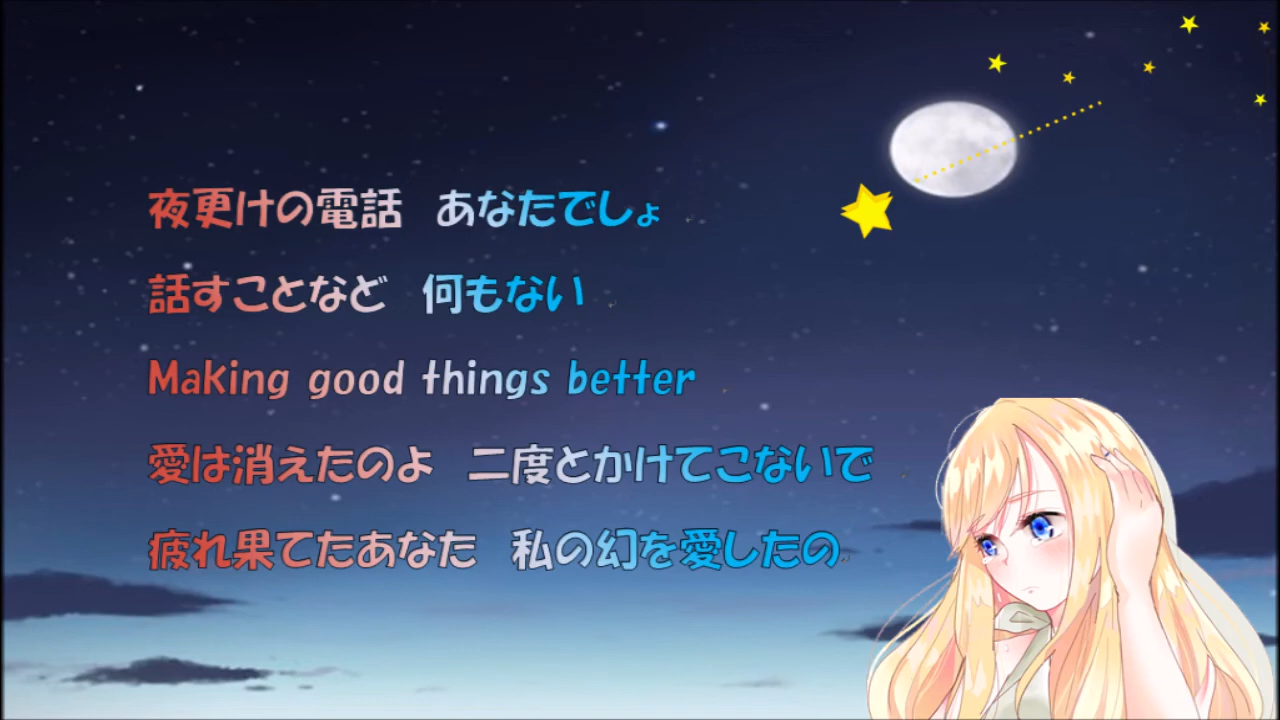 夜更けの電話　あなたでしょ
話すことなど　何もない
Making good things better
愛は消えたのよ　二度とかけてこないで
疲れ果てたあなた　私の幻を愛したの